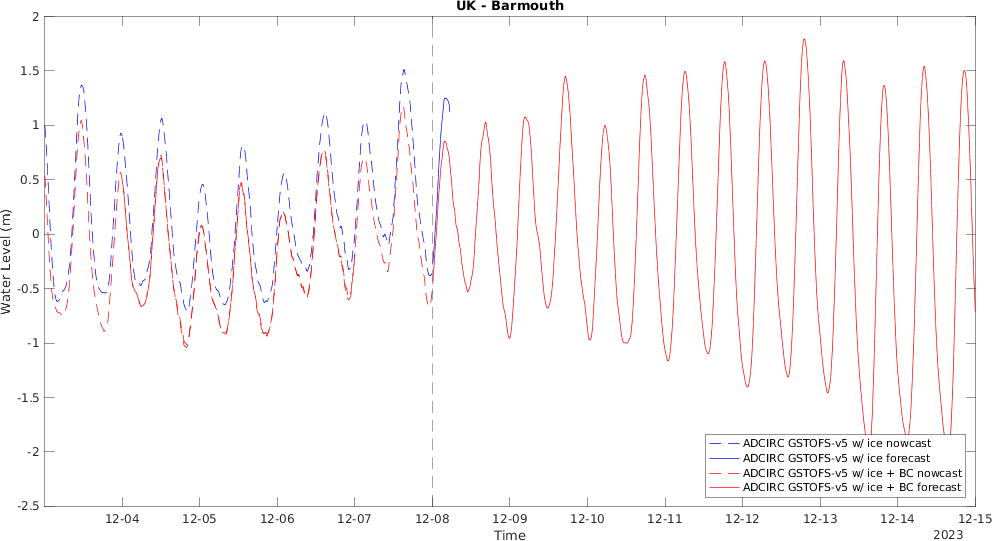 UK - Barmouth
2
1.5
1
0.5
0
-0.5
-1
-1.5
-2
-2.5
Water Level (m)
12-04 12-05 12-06 12-07 12-08 12-09 12-10 12-11 12-12 12-13 12-14 12-15
Time
2023
ADCIRC GSTOFS-v5 w/ ice nowcast
ADCIRC GSTOFS-v5 w/ ice forecast
ADCIRC GSTOFS-v5 w/ ice + BC nowcast
ADCIRC GSTOFS-v5 w/ ice + BC forecast